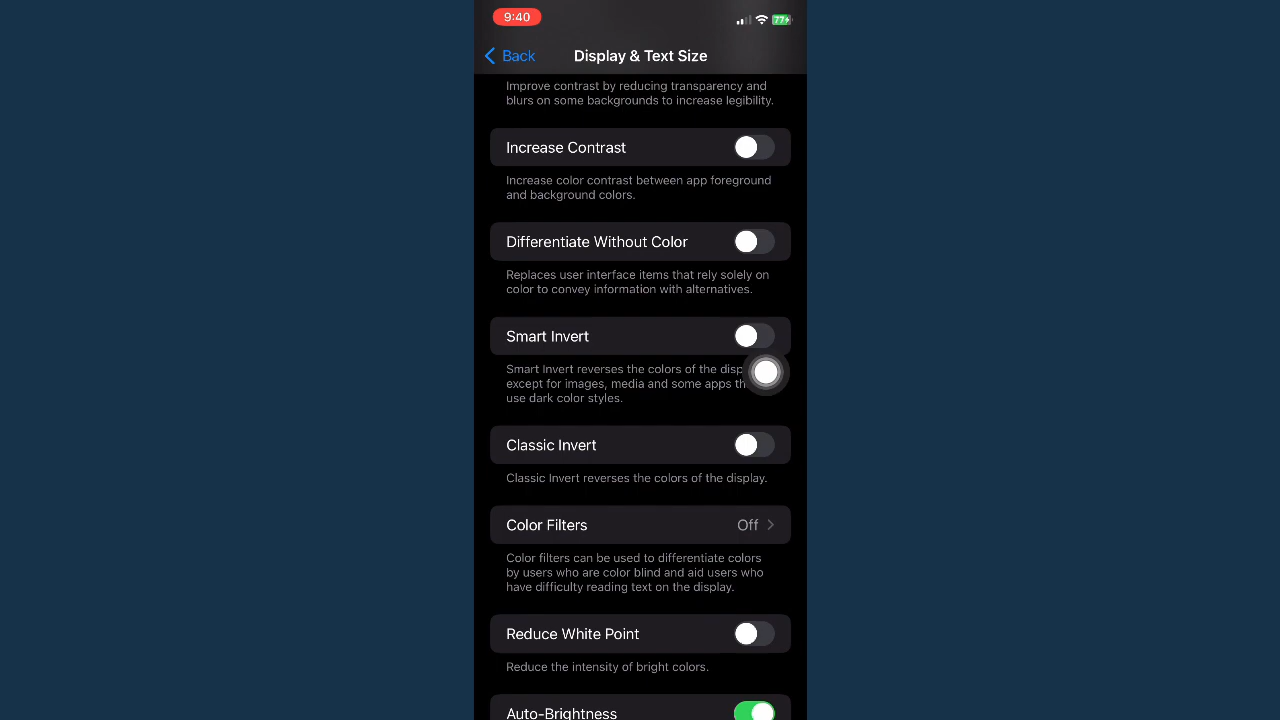 9:40
77
Back
Display & Text Size
Improve contrast by reducing transparency and
blurs on some backgrounds to increase legibility.
Increase Contrast
Increase color contrast between app foreground
and background colors.
Differentiate Without Color
Replaces user interface items that rely solely on
color to convey information with alternatives.
Smart Invert
Smart Invert reverses the colors of the
except for images, media and some apps
use dark color styles.
Classic Invert
Classic Invert reverses the colors of the display.
Color Filters
Off
Color filters can be used to differentiate colors
by users who are color blind and aid users who
have difficulty reading text on the display.
Reduce White Point
Reduce the intensity of bright colors.
Auto-Brightness